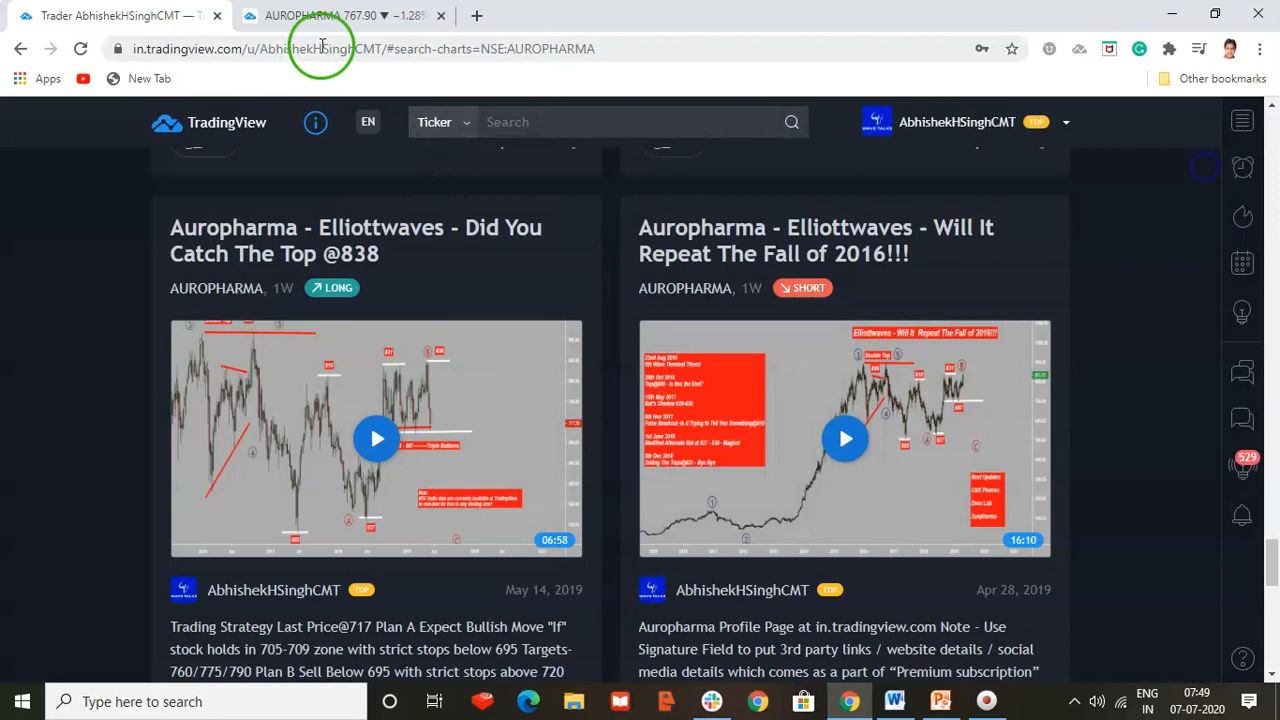 Trader AbhishekHSinghCMT —
AUROPHARMA 767.90 ▼ −1.28%
in.tradingview.com/u/AbhishekHSinghCMT/#search-charts=NSE:AUROPHARMA
Apps
New Tab
Other bookmarks
TradingView
EN
Ticker
Search
AbhishekHSinghCMT TOP
Auropharma - Elliottwaves - Did You
Catch The Top @838
AUROPHARMA, 1W
LONG
Auropharma - Elliottwaves - Will It
Repeat The Fall of 2016!!!
AUROPHARMA, 1W
SHORT
Elliottwaves - Will It Repeat The Fall of 2016!!!
Double Top
Next Updates
Divis Lab
Sunpharma
06:58
16:10
529
AbhishekHSinghCMT TOP
May 14, 2019
AbhishekHSinghCMT TOP
Apr 28, 2019
Trading Strategy Last Price@717 Plan A Expect Bullish Move "If"
stock holds in 705-709 zone with strict stops below 695 Targets-
760/775/790 Plan B Sell Below 695 with strict stops above 720
Auropharma Profile Page at in.tradingview.com Note - Use
Signature Field to put 3rd party links / website details / social
media details which comes as a part of “Premium subscription”
Type here to search
ENG
IN
07:49
07-07-2020